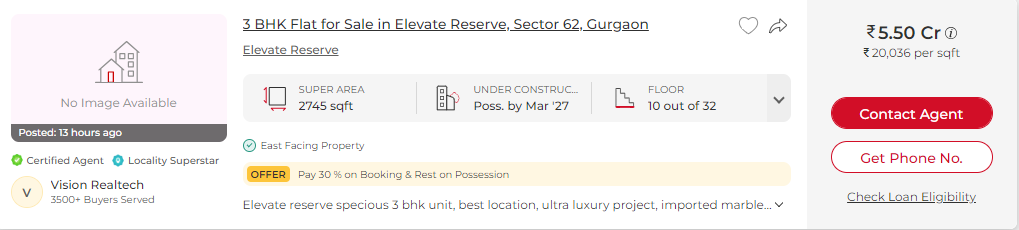 No Image Available
Posted: 13 hours ago
Certified Agent Locality Superstar
V
Vision Realtech
3500+ Buyers Served
3 BHK Flat for Sale in Elevate Reserve, Sector 62, Gurgaon
Elevate Reserve
SUPER AREA
2745 sqft
UNDER CONSTRUC...
Poss. by Mar '27
FLOOR
10 out of 32
East Facing Property
OFFER Pay 30 % on Booking & Rest on Possession
Elevate reserve specious 3 bhk unit, best location, ultra luxury project, imported marble...
₹5.50 Cr
₹ 20,036 per sqft
Contact Agent
Get Phone No.
Check Loan Eligibility